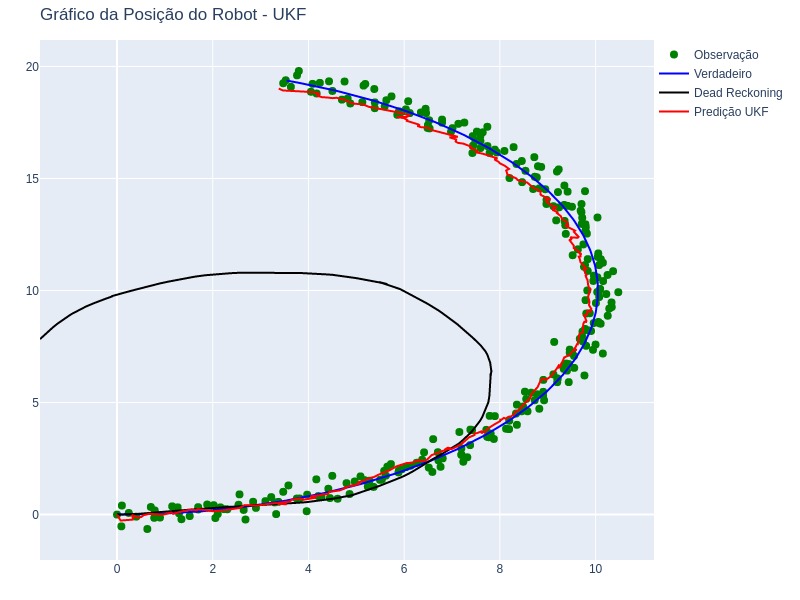 Gráfico da Posição do Robot - UKF
Observação
Verdadeiro
Dead Reckoning
Predição UKF
20
15
10
5
0
0 2 4 6 8 10